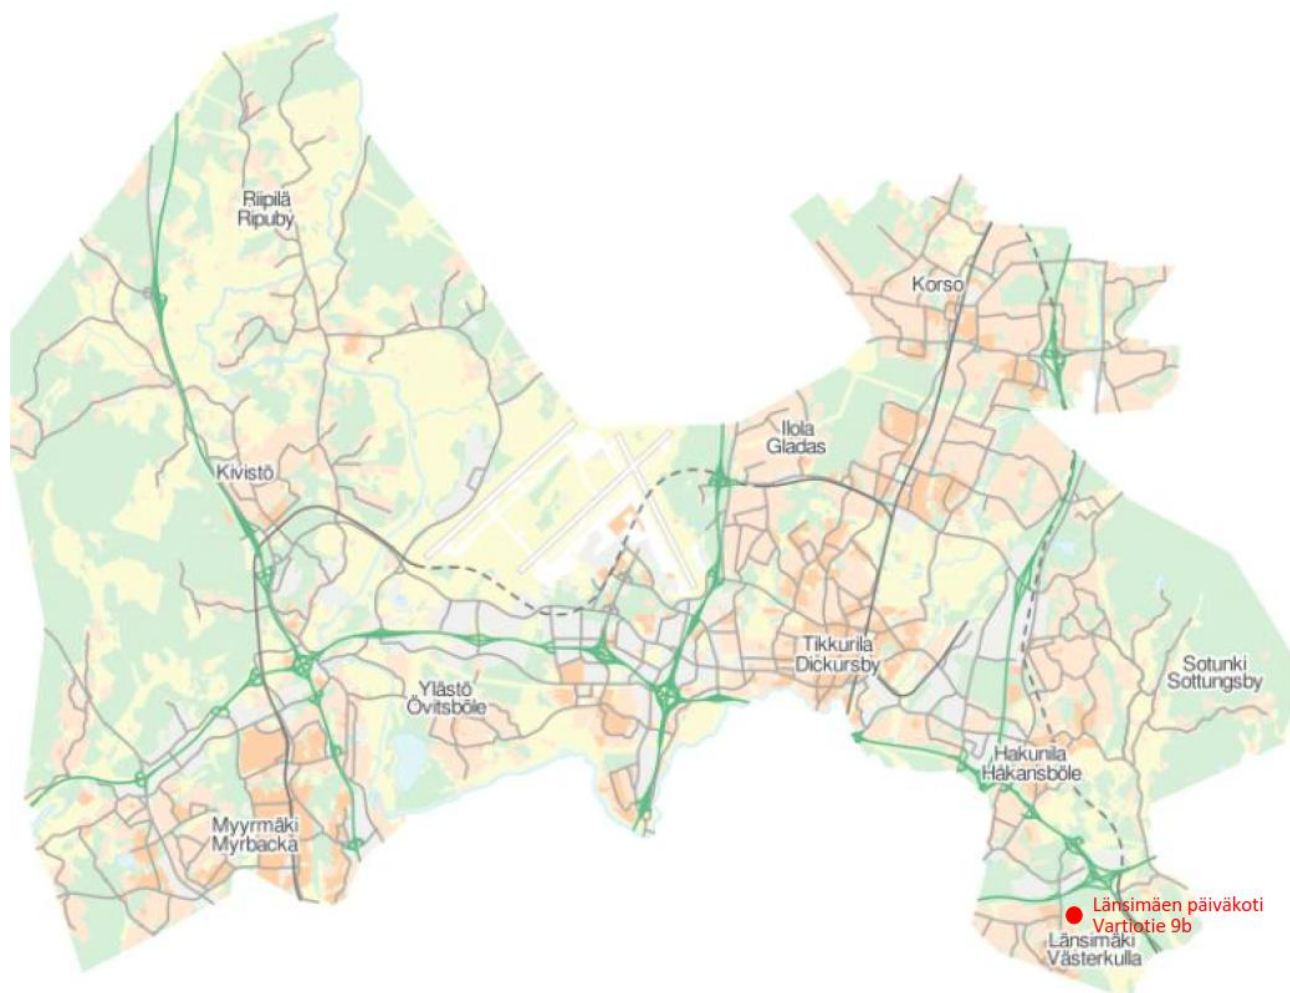 Riipilä
Ripuby
Korso
Ilola
Gladas
Kivistö
Tikkurila
Dickursby
Sotunki
Sottungsby
Ylästö
Övitsböle
Hakunila
Håkansböle
Myyrmäki
Myrbacka
Länsimäen päiväkoti
Vartiotie 9b
Länsimäki
Västerkulla